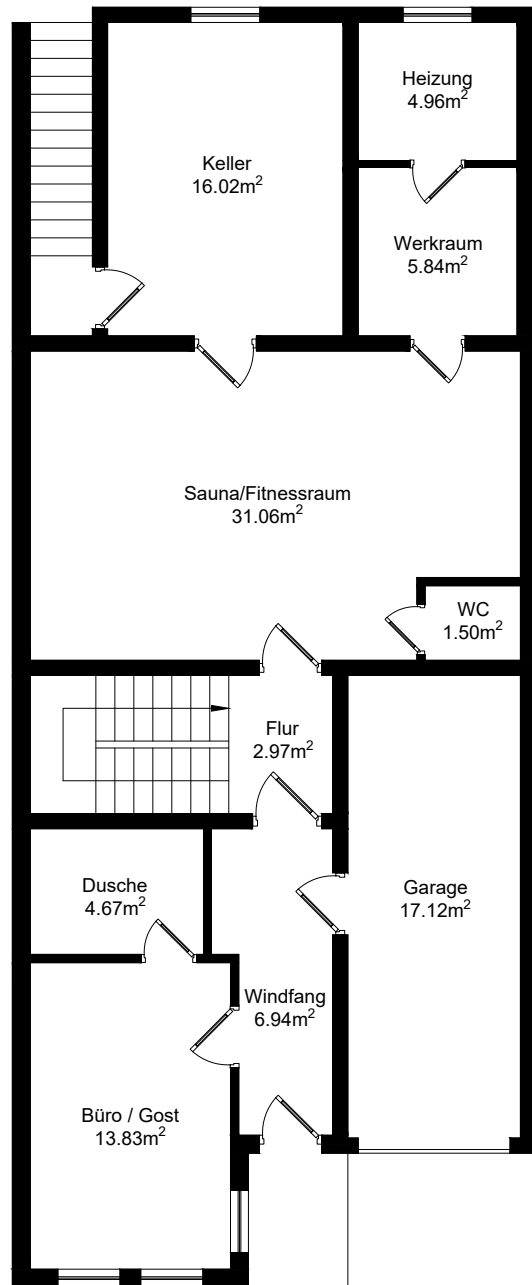 Heizung
4.96m²
Keller
16.02m²
Werkraum
5.84m²
Sauna/Fitnessraum
31.06m²
WC
1.50m²
Flur
2.97m²
Dusche
4.67m²
Garage
17.12m²
Windfang
6.94m²
Büro / Gost
13.83m²